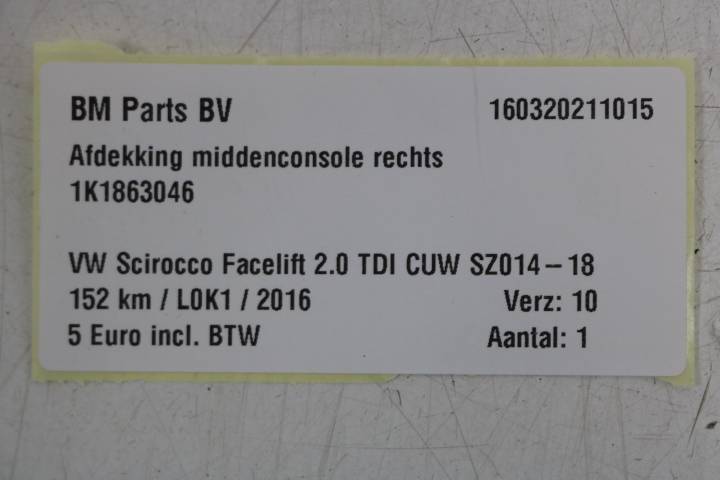 BM Parts BV 160320211015
Afdekking middenconsole rechts
1K1863046
VW Scirocco Facelift 2.0 TDI CUW SZ014-18
152 km / L0K1 / 2016 Verz: 10
5 Euro incl. BTW Aantal: 1